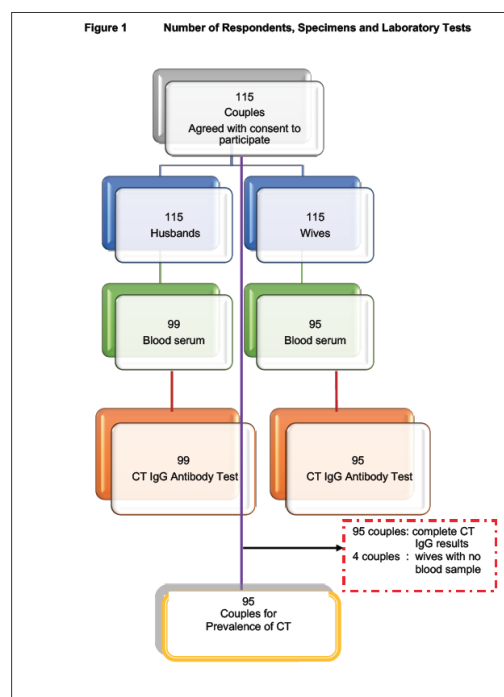 Figure 1 Number of Respondents, Specimens and Laboratory Tests
115
Couples
Agreed with consent to
participate
115
Husbands
115
Wives
99
Blood serum
95
Blood serum
99
CT IgG Antibody Test
95
CT IgG Antibody Test
95 couples: complete CT
IgG results
4 couples : wives with no
blood sample
95
Couples for
Prevalence of CT